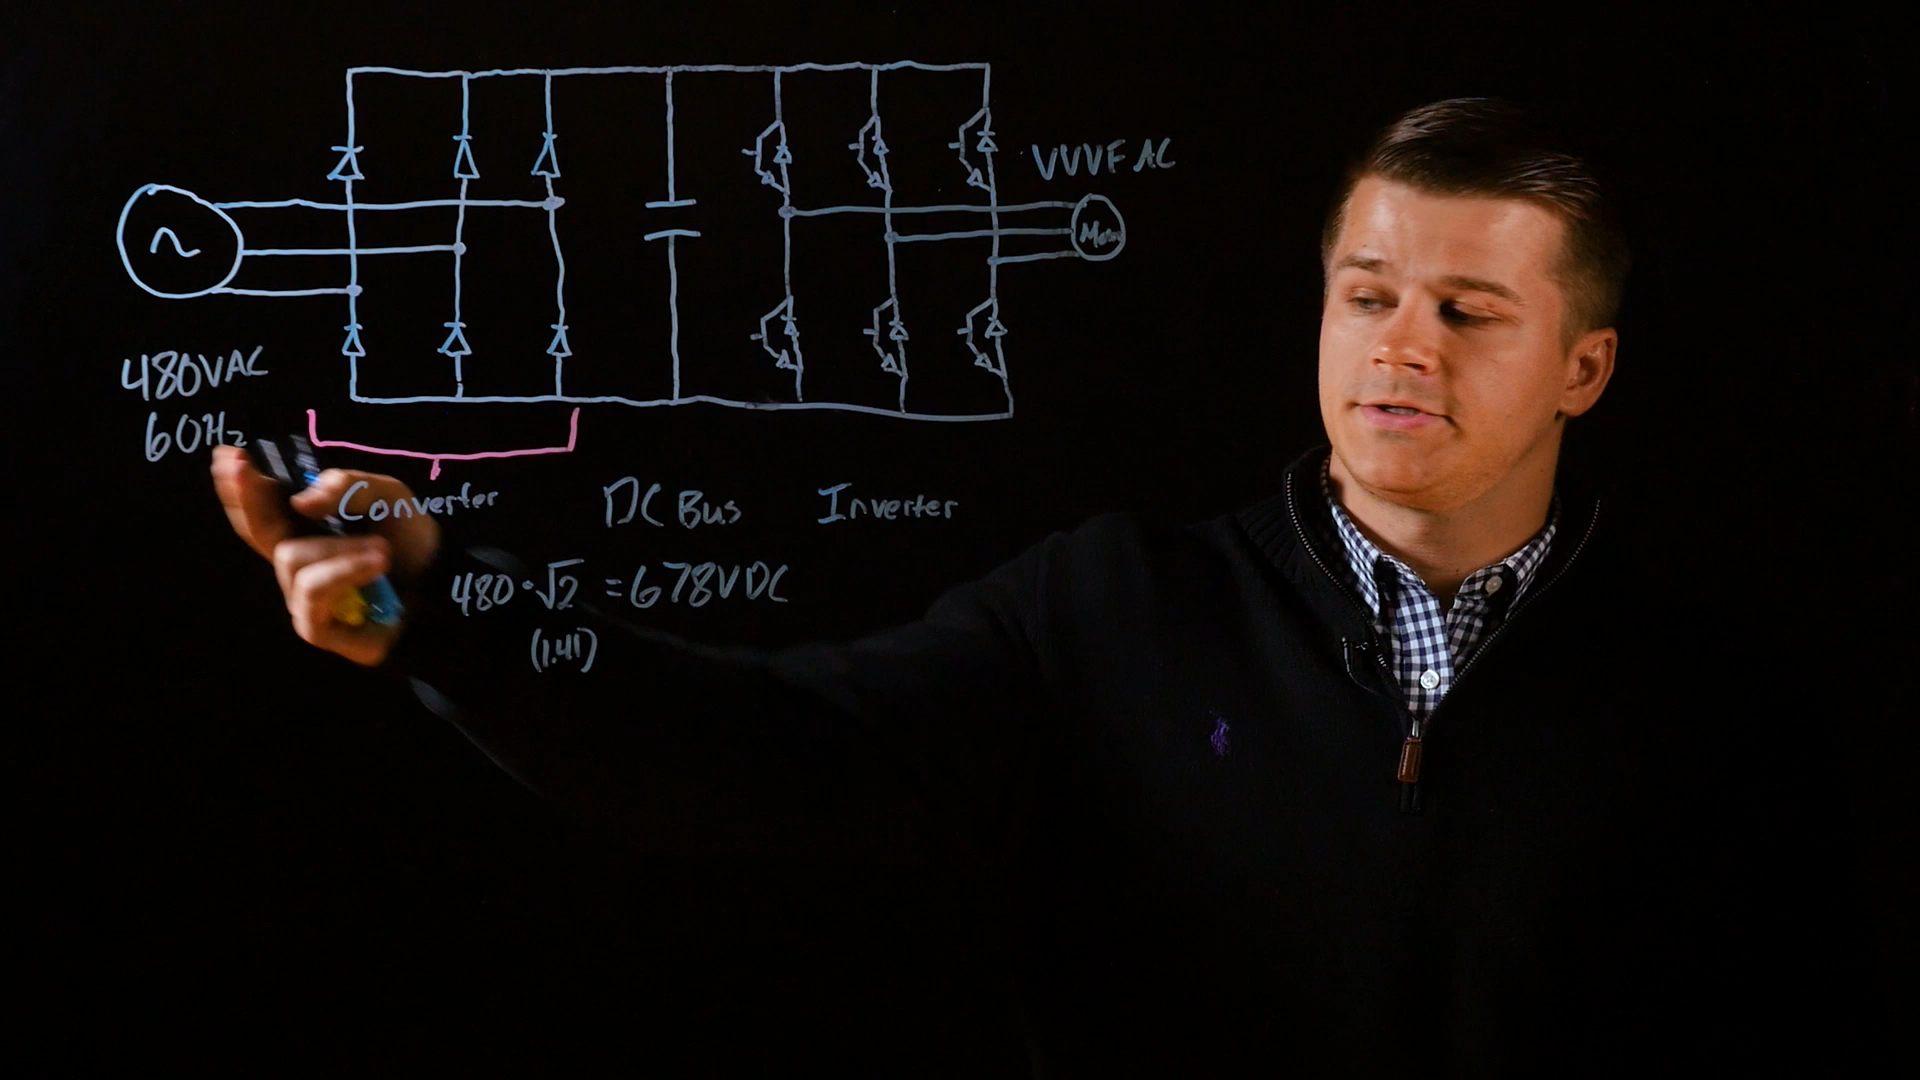 VVVF AC
~
Motor
480VAC
60Hz
Converter
DC Bus
Inverter
480·√2 = 678VDC
(1.41)